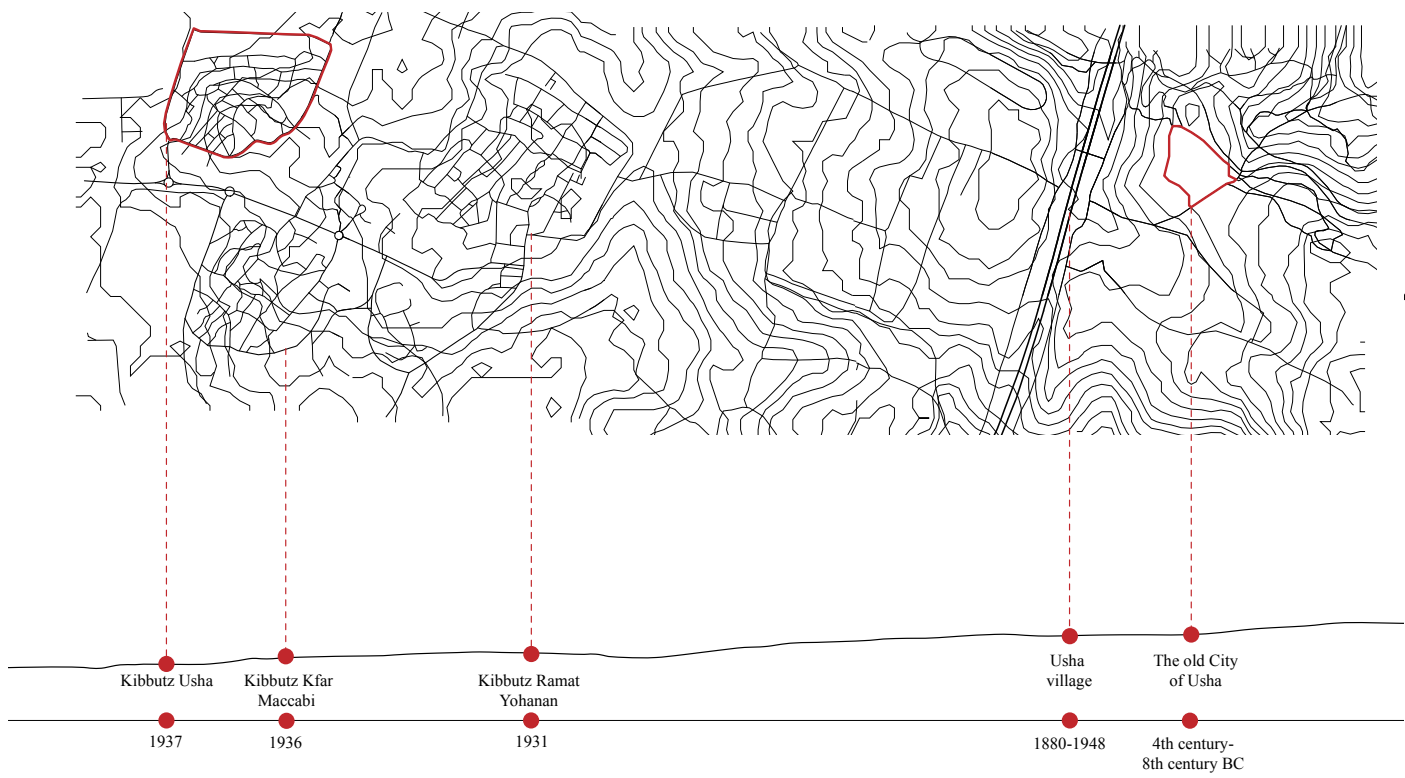 Kibbutz Usha
Kibbutz Kfar
Maccabi
Kibbutz Ramat
Yohanan
Usha
village
The old City
of Usha
1937
1936
1931
1880-1948
4th century-
8th century BC